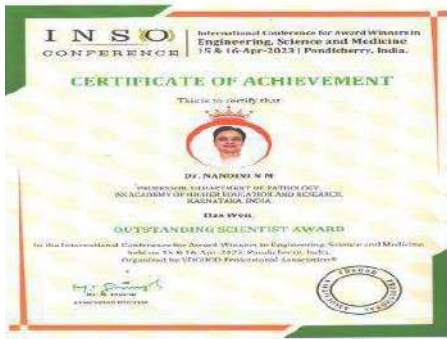 INSO
CONFERENCE
International Conference for Award Winners in
Engineering, Science and Medicine
15 & 16-Apr-2023 | Pondicherry, India.
CERTIFICATE OF ACHIEVEMENT
This is to certify that
Dr. NANDINI N M
PROFESSOR, DEPARTMENT OF PATHOLOGY
JSS ACADEMY OF HIGHER EDUCATION AND RESEARCH,
KARNATAKA, INDIA.
Has Won
OUTSTANDING SCIENTIST AWARD
in the International Conference for Award Winners in Engineering, Science and Medicine
held on 15 & 16-Apr-2023, Pondicherry, India.
Organized by VDGOOD Professional Association®
VDGOOD PROFESSIONAL ASSOCIATION